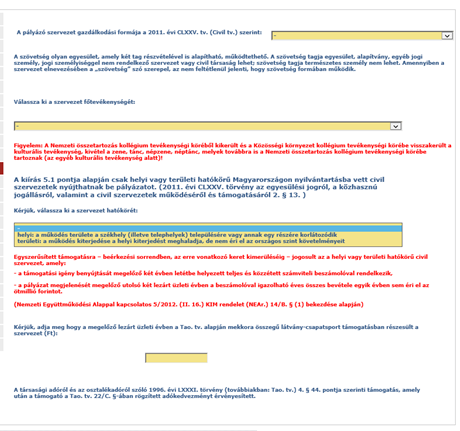 A pályázó szervezet gazdálkodási formája a 2011. évi CLXXV. tv. (Civil tv.) szerint:
-
A szövetség olyan egyesület, amely két tag részvételével is alapítható, működtethető. A szövetség tagja egyesület, alapítvány, egyéb jogi
személy, jogi személyiséggel nem rendelkező szervezet vagy civil társaság lehet; szövetség tagja természetes személy nem lehet. Amennyiben a
szervezet elnevezésében a „szövetség” szó szerepel, az nem feltétlenül jelenti, hogy szövetség formában működik.
Válassza ki a szervezet főtevékenységét:
-
Figyelem: A Nemzeti összetartozás kollégium tevékenységi köréből kikerült és a Közösségi környezet kollégium tevékenységi körébe visszakerült a
kulturális tevékenység, kivétel a zene, tánc, népzene, néptánc, melyek továbbra is a Nemzeti összetartozás kollégium tevékenységi körébe
tartoznak (az egyéb kulturális tevékenység alatt)!
A kiírás 5.1 pontja alapján csak helyi vagy területi hatókörű Magyarországon nyilvántartásba vett civil
szervezetek nyújthatnak be pályázatot. (2011. évi CLXXV. törvény az egyesülési jogról, a közhasznú
jogállásról, valamint a civil szervezetek működéséről és támogatásáról 2. § 13. )
Kérjük, válassza ki a szervezet hatókörét:
-
helyi: a működés területe a székhely (illetve telephelyek) településére vagy annak egy részére korlátozódik
területi: a működés kiterjedése a helyi kiterjedést meghaladja, de nem éri el az országos szint követelményeit
Egyszerűsített támogatásra – beérkezési sorrendben, az erre vonatkozó keret kimerüléséig – jogosult az a helyi vagy területi hatókörű civil
szervezet, amely:
- a támogatási igény benyújtását megelőző két évben letétbe helyezett teljes és közzétett számviteli beszámolóval rendelkezik,
- a pályázat megjelenését megelőző utolsó két lezárt üzleti évben a beszámolóval igazolható éves összes bevétele egyik évben sem éri el az
ötmillió forintot.
(Nemzeti Együttműködési Alappal kapcsolatos 5/2012. (II. 16.) KIM rendelet (NEAr.) 14/B. § (1) bekezdése alapján)
Kérjük, adja meg hogy a megelőző lezárt üzleti évben a Tao. tv. alapján mekkora összegű látvány-csapatsport támogatásban részesült a
szervezet (Ft):
A társasági adóról és az osztalékadóról szóló 1996. évi LXXXI. törvény (továbbiakban: Tao. tv.) 4. § 44. pontja szerinti támogatás, amely
után a támogató a Tao. tv. 22/C. §-ában rögzített adókedvezményt érvényesített.